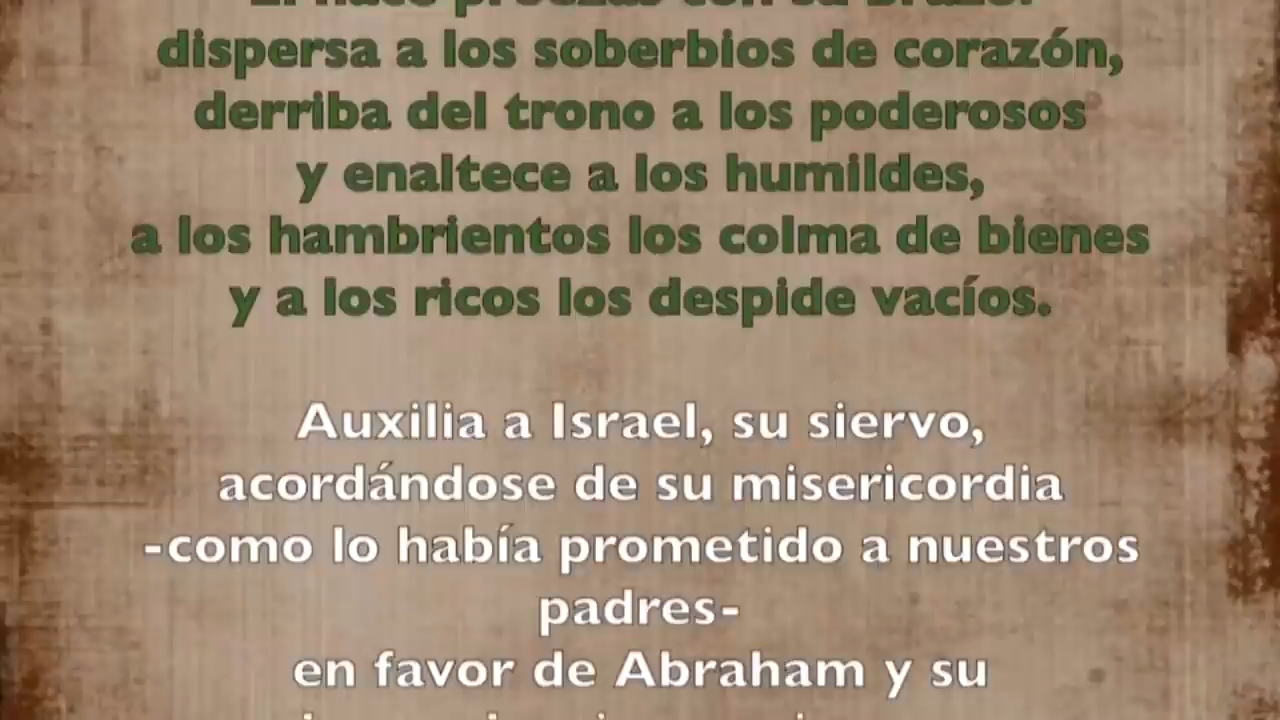 dispersa a los soberbios de corazón,
derriba del trono a los poderosos
y enaltece a los humildes,
a los hambrientos los colma de bienes
y a los ricos los despide vacíos.
Auxilia a Israel, su siervo,
acordándose de su misericordia
-como lo había prometido a nuestros
padres-
en favor de Abraham y su